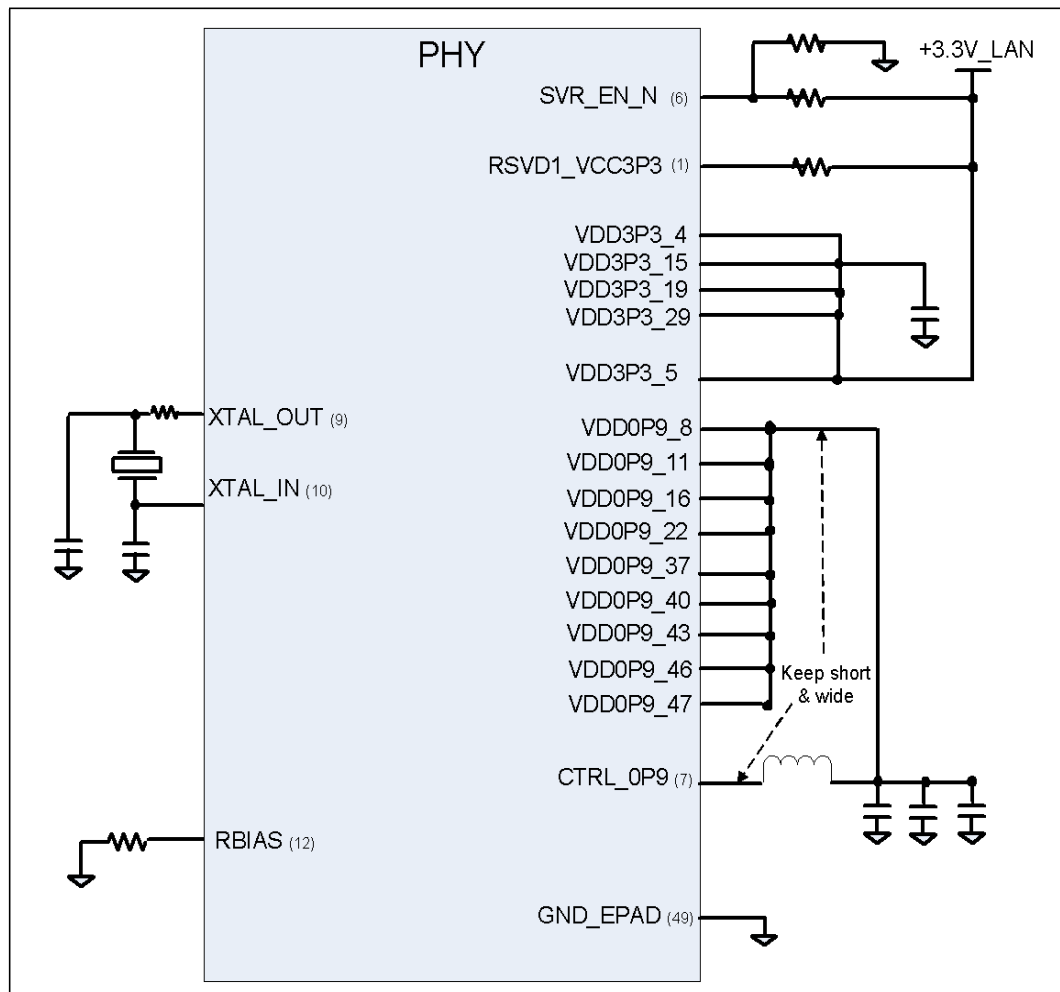 PHY
+3.3V_LAN
SVR_EN_N (6)
RSVD1_VCC3P3 (1)
VDD3P3_4
VDD3P3_15
VDD3P3_19
VDD3P3_29
VDD3P3_5
XTAL_OUT (9)
XTAL_IN (10)
VDD0P9_8
VDD0P9_11
VDD0P9_16
VDD0P9_22
VDD0P9_37
VDD0P9_40
VDD0P9_43
VDD0P9_46
VDD0P9_47
Keep short
& wide
CTRL_0P9 (7)
RBIAS (12)
GND_EPAD (49)